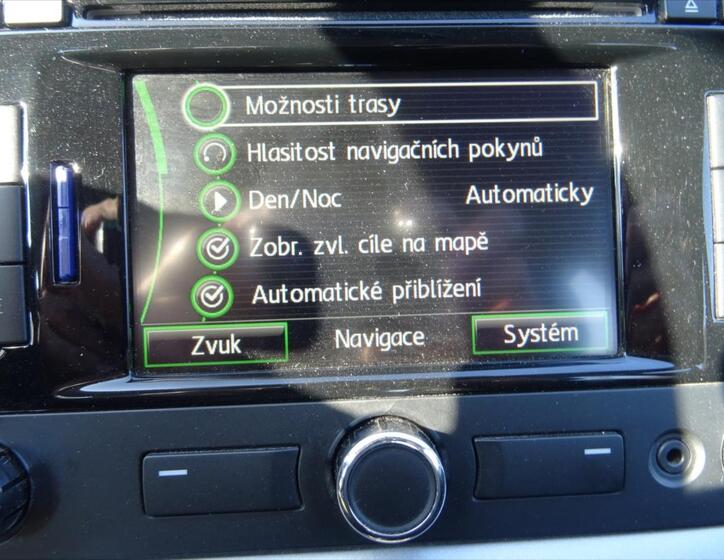 Možnosti trasy
Hlasitost navigačních pokynů
Den/Noc Automaticky
Zobr. zvl. cíle na mapě
Automatické přiblížení
Zvuk Navigace Systém